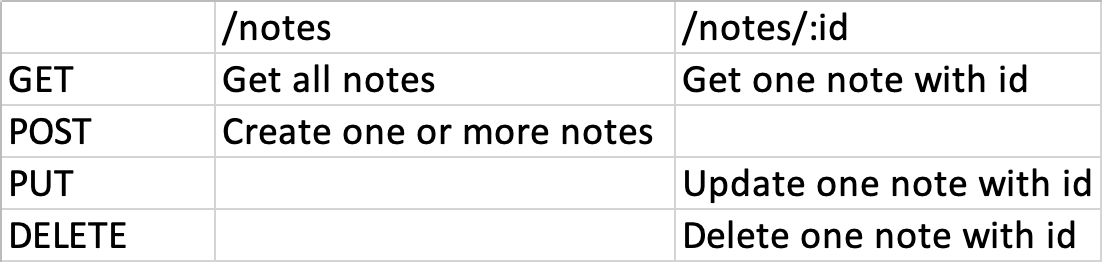 /notes /notes/:id
GET Get all notes Get one note with id
POST Create one or more notes
PUT Update one note with id
DELETE Delete one note with id